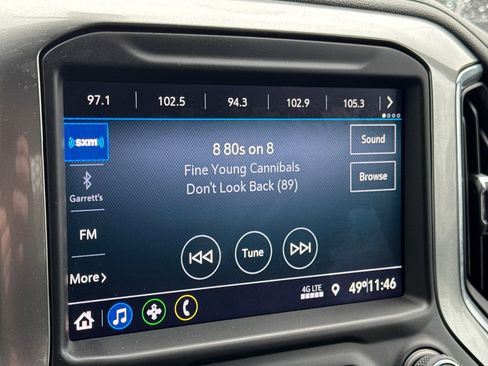 97.1 102.5 94.3 102.9 105.3
sxm
8 80s on 8
Fine Young Cannibals
Don't Look Back (89)
Sound
Browse
Garrett's
FM
More
Tune
4G LTE
49° 11:46